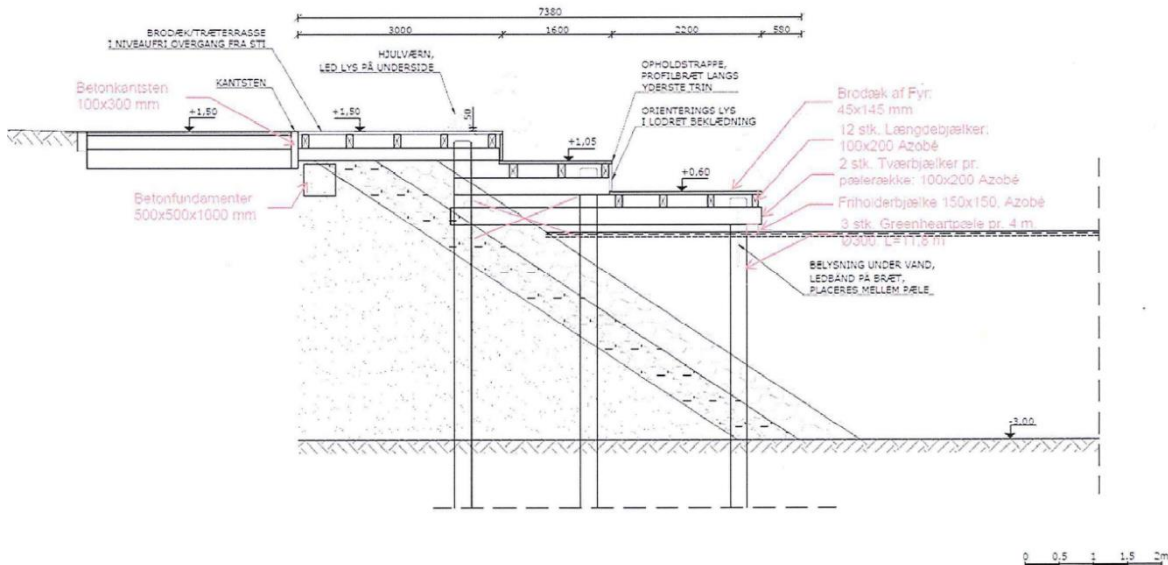 7380
3000
1600
2200
580
BRODÆK/TRÆTERRASSE
I NIVEAUFRI OVERGANG FRA STI
HJULVÆRN,
LED LYS PÅ UNDERSIDE
OPHOLDSTRAPPE,
PROFILBRÆT LANGS
YDERSTE TRIN
KANTSTEN
Betonkantsten
100x300 mm
ORIENTERINGS LYS
I LODRET BEKLÆDNING
Brodæk af Fyr:
45x145 mm
+1,50
+1,50
50
+1,05
+0,60
12 stk. Længdebjælker:
100x200 Azobé
2 stk. Tværbjælker pr.
pælerække: 100x200 Azobé
Betonfundamenter
500x500x1000 mm
Friholderbjælke 150x150, Azobé
3 stk. Greenheartpæle pr. 4 m.
Ø300. L=11,8 m
BELYSNING UNDER VAND,
LEDBÅND PÅ BRÆT,
PLACERES MELLEM PÆLE
-3,00
0 0,5 1 1,5 2m